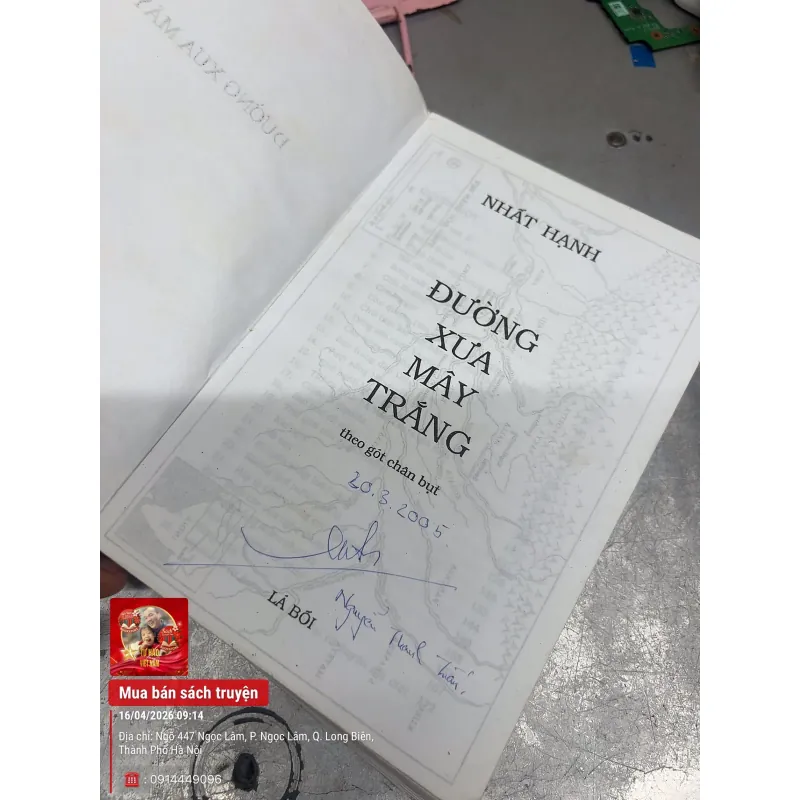 ĐƯỜNG XƯA MÂY
NHẤT HẠNH
ĐƯỜNG
XƯA
MÂY
TRẮNG
theo gót chân bụt
20.3.2005
LÁ BỐI
Nguyễn Thanh
Mua bán sách truyện
16/04/2026 09:14
Địa chỉ: Ngõ 447 Ngọc Lâm, P. Ngọc Lâm, Q. Long Biên,
Thành Phố Hà Nội
: 0914449096